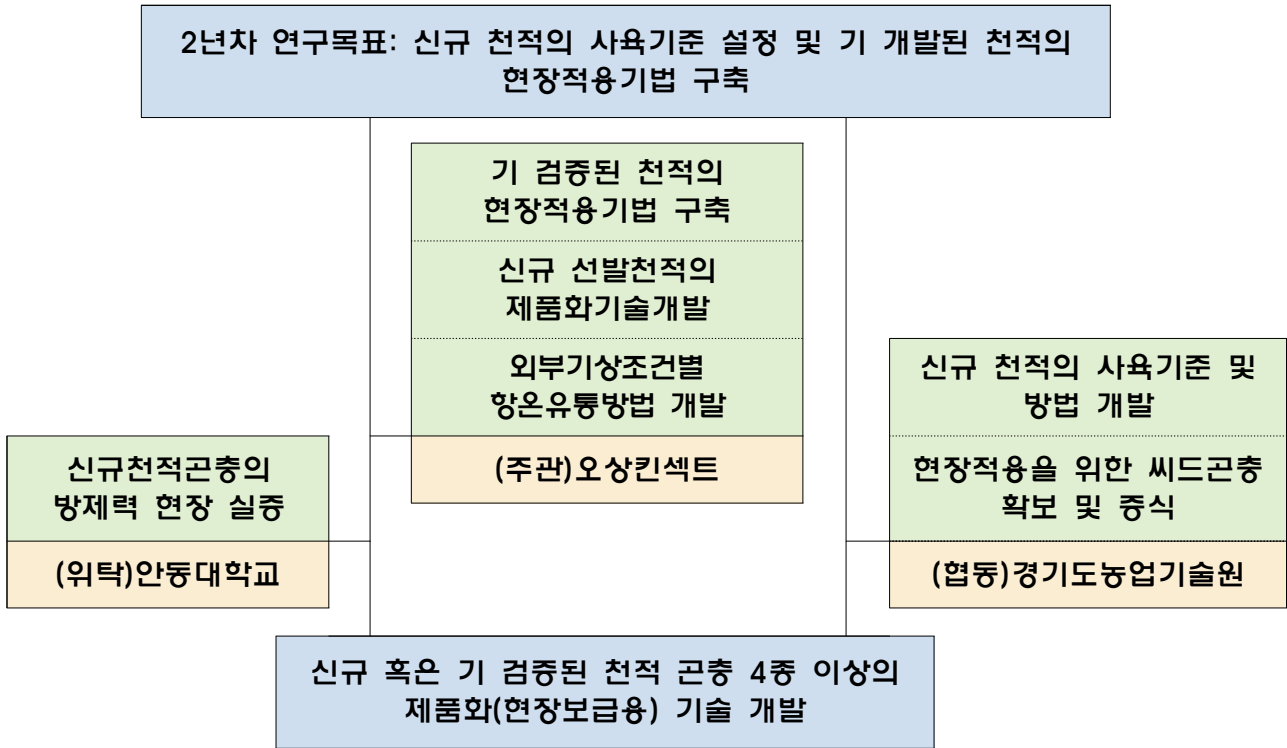 2년차 연구목표: 신규 천적의 사육기준 설정 및 기 개발된 천적의
현장적용기법 구축
기 검증된 천적의
현장적용기법 구축
신규 선발천적의
제품화기술개발
외부기상조건별
항온유통방법 개발
(주관)오상킨섹트
신규천적곤충의
방제력 현장 실증
(위탁)안동대학교
신규 천적의 사육기준 및
방법 개발
현장적용을 위한 씨드곤충
확보 및 증식
(협동)경기도농업기술원
신규 혹은 기 검증된 천적 곤충 4종 이상의
제품화(현장보급용) 기술 개발